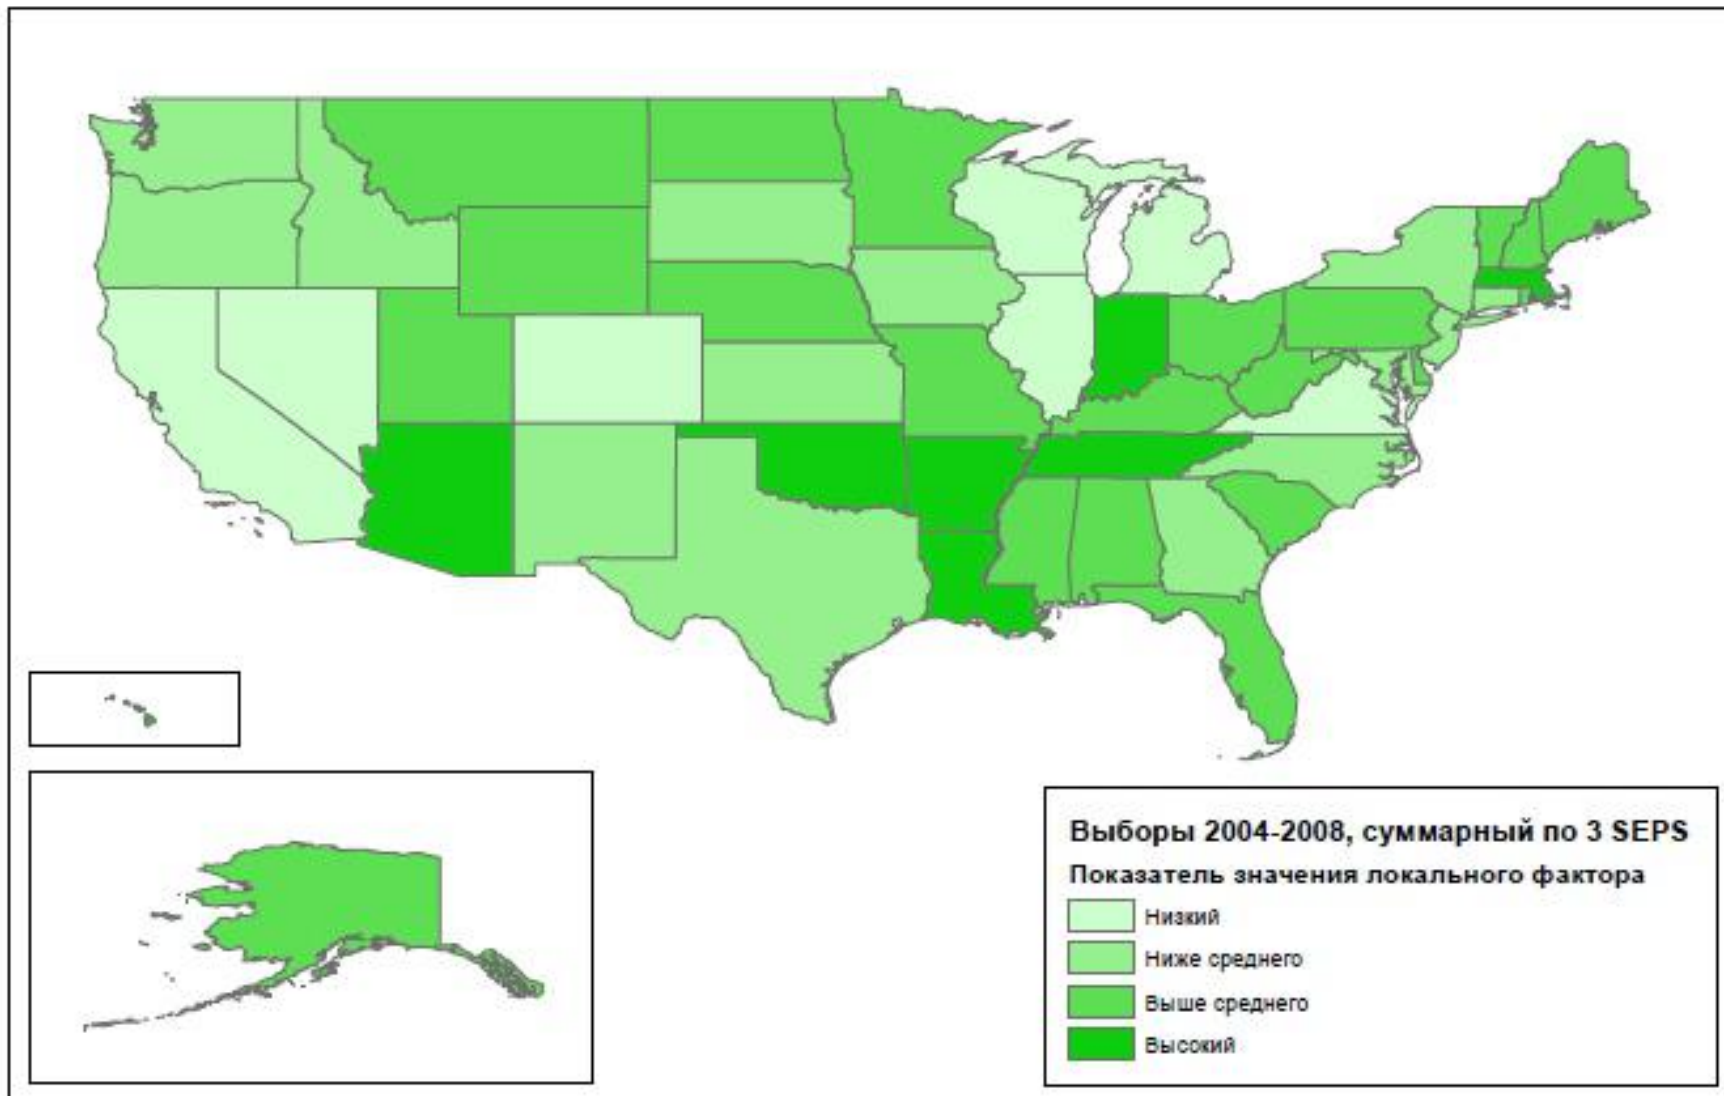 Выборы 2004-2008, суммарный по 3 SEPS
Показатель значения локального фактора
Низкий
Ниже среднего
Выше среднего
Высокий